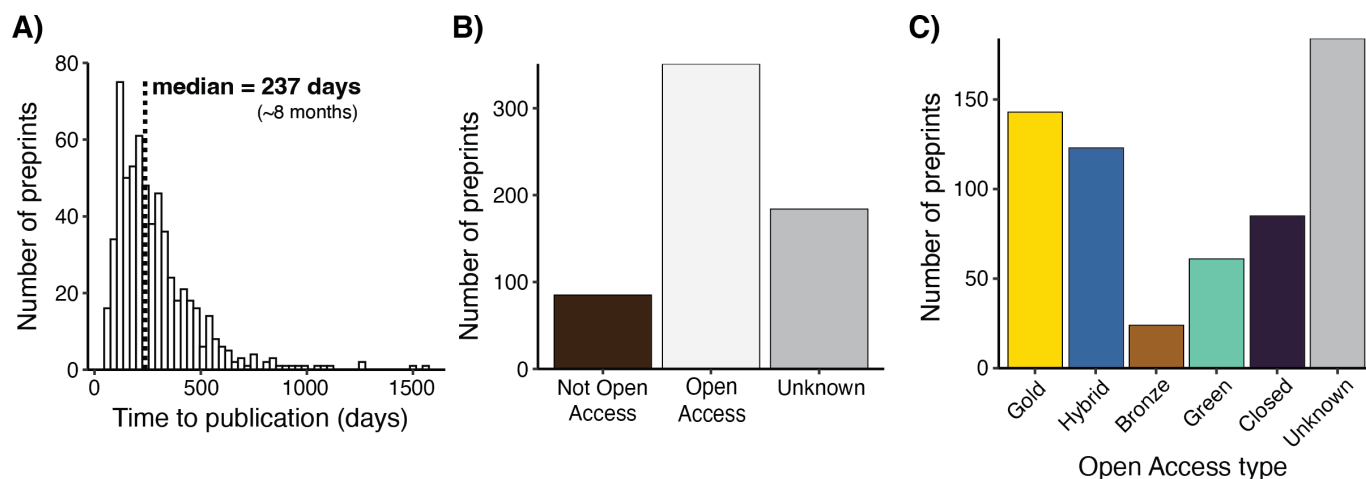 A)
Number of preprints
80
60
40
20
0
median = 237 days
(~8 months)
0
500
1000
1500
Time to publication (days)
B)
Number of preprints
300
200
100
0
Not Open
Access
Open
Access
Unknown
C)
Number of preprints
150
100
50
0
Gold
Hybrid
Bronze
Green
Closed
Unknown
Open Access type